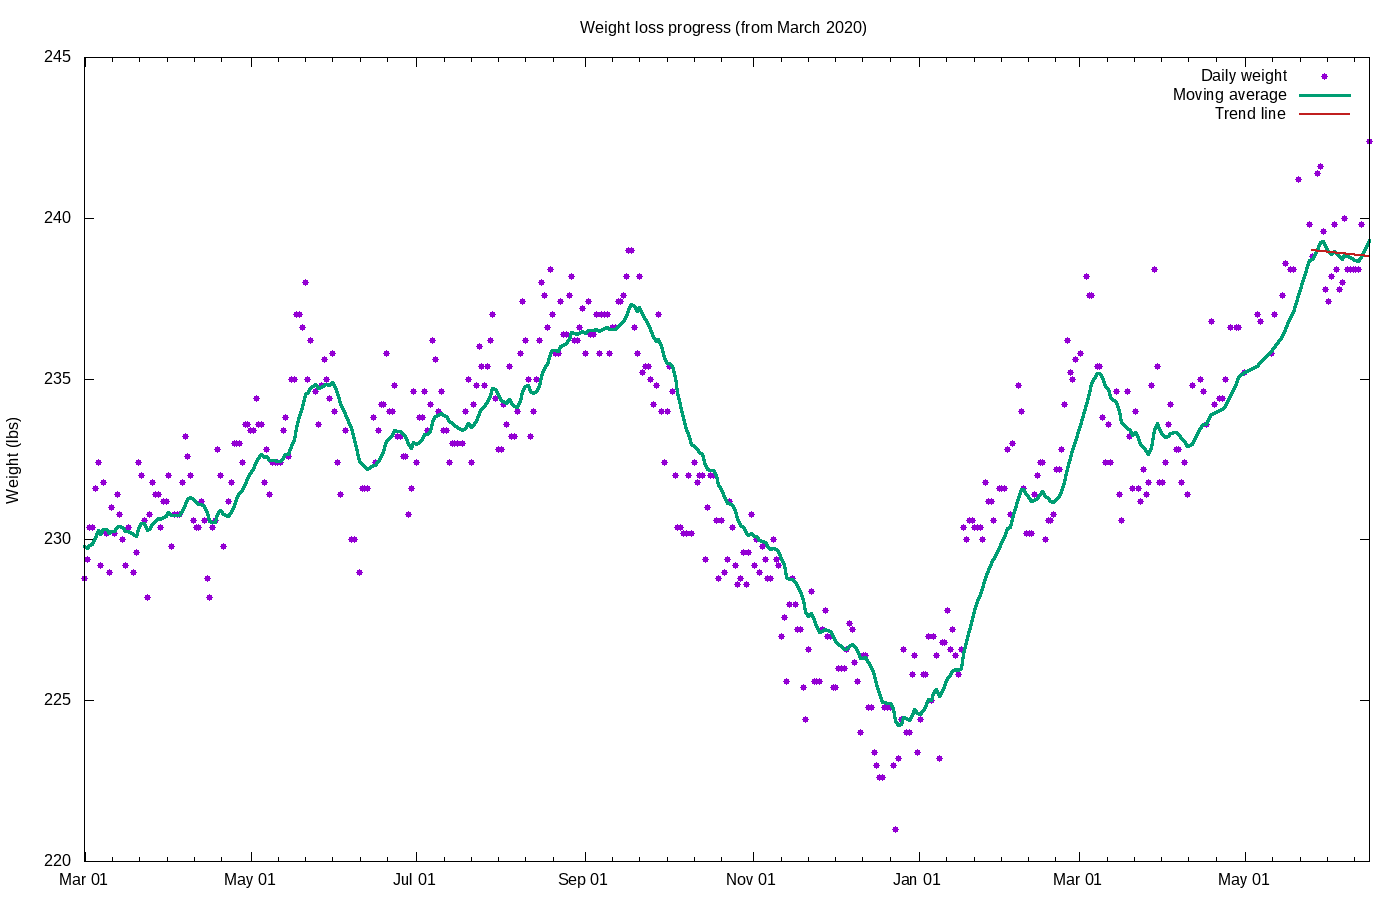 Weight loss progress (from March 2020)
245
240
235
230
225
220
Weight (lbs)
Daily weight
Moving average
Trend line
Mar 01 May 01 Jul 01 Sep 01 Nov 01 Jan 01 Mar 01 May 01